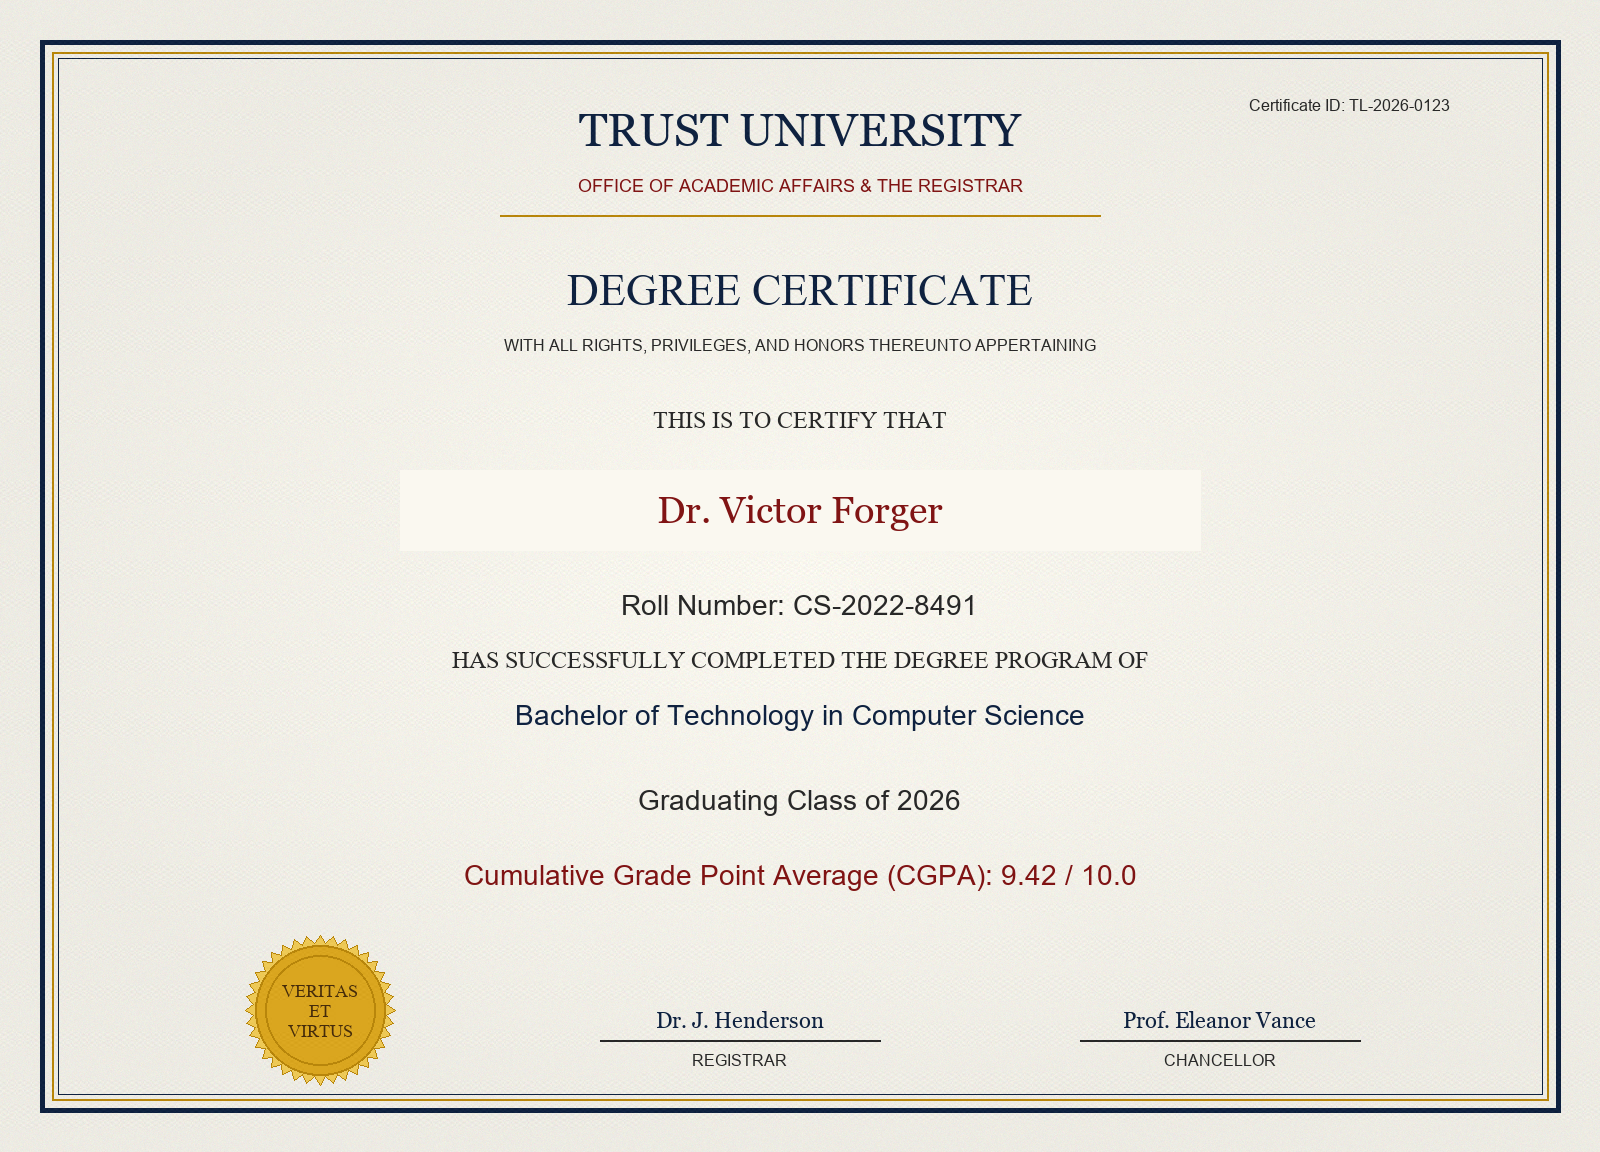 Certificate ID: TL-2026-0123
TRUST UNIVERSITY
OFFICE OF ACADEMIC AFFAIRS & THE REGISTRAR
DEGREE CERTIFICATE
WITH ALL RIGHTS, PRIVILEGES, AND HONORS THEREUNTO APPERTAINING
THIS IS TO CERTIFY THAT
Dr. Victor Forger
Roll Number: CS-2022-8491
HAS SUCCESSFULLY COMPLETED THE DEGREE PROGRAM OF
Bachelor of Technology in Computer Science
Graduating Class of 2026
Cumulative Grade Point Average (CGPA): 9.42 / 10.0
VERITAS
ET
VIRTUS
Dr. J. Henderson
REGISTRAR
Prof. Eleanor Vance
CHANCELLOR